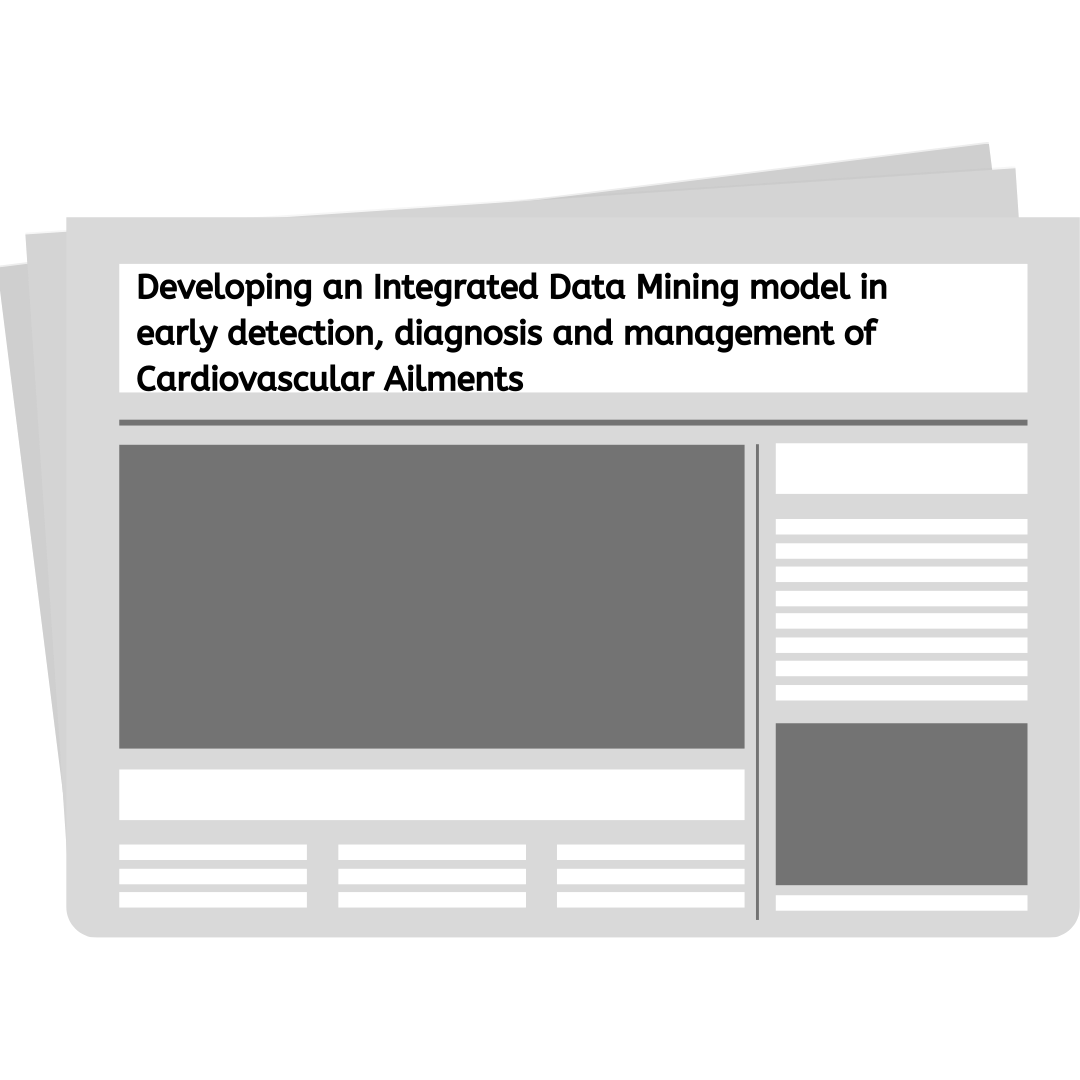 Developing an Integrated Data Mining model in
early detection, diagnosis and management of
Cardiovascular Ailments